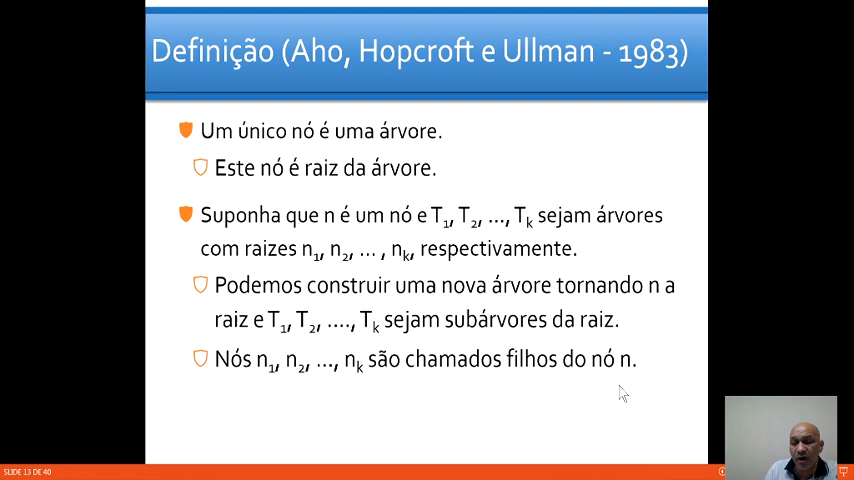 Definição (Aho, Hopcroft e Ullman - 1983)
Um único nó é uma árvore.
Este nó é raiz da árvore.
Suponha que n é um nó e T₁, T₂, ..., Tₖ sejam árvores
com raizes n₁, n₂, ... , nₖ, respectivamente.
Podemos construir uma nova árvore tornando n a
raiz e T₁, T₂, ...., Tₖ sejam subárvores da raiz.
Nós n₁, n₂, ..., nₖ são chamados filhos do nó n.
SLIDE 13 DE 40